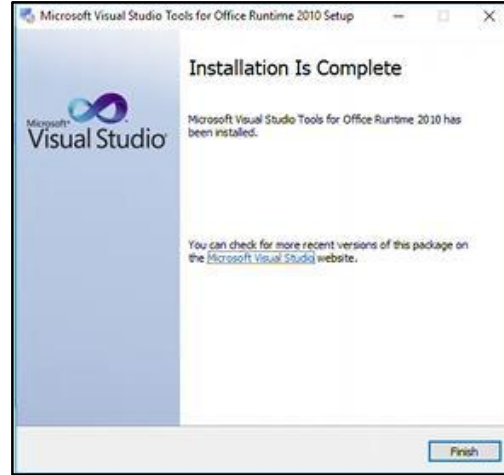 Microsoft Visual Studio Tools for Office Runtime 2010 Setup
Installation Is Complete
Microsoft Visual Studio Tools for Office Runtime 2010 has
been installed.
Microsoft®
Visual Studio®
You can check for more recent versions of this package on
the Microsoft Visual Studio website.
Finish